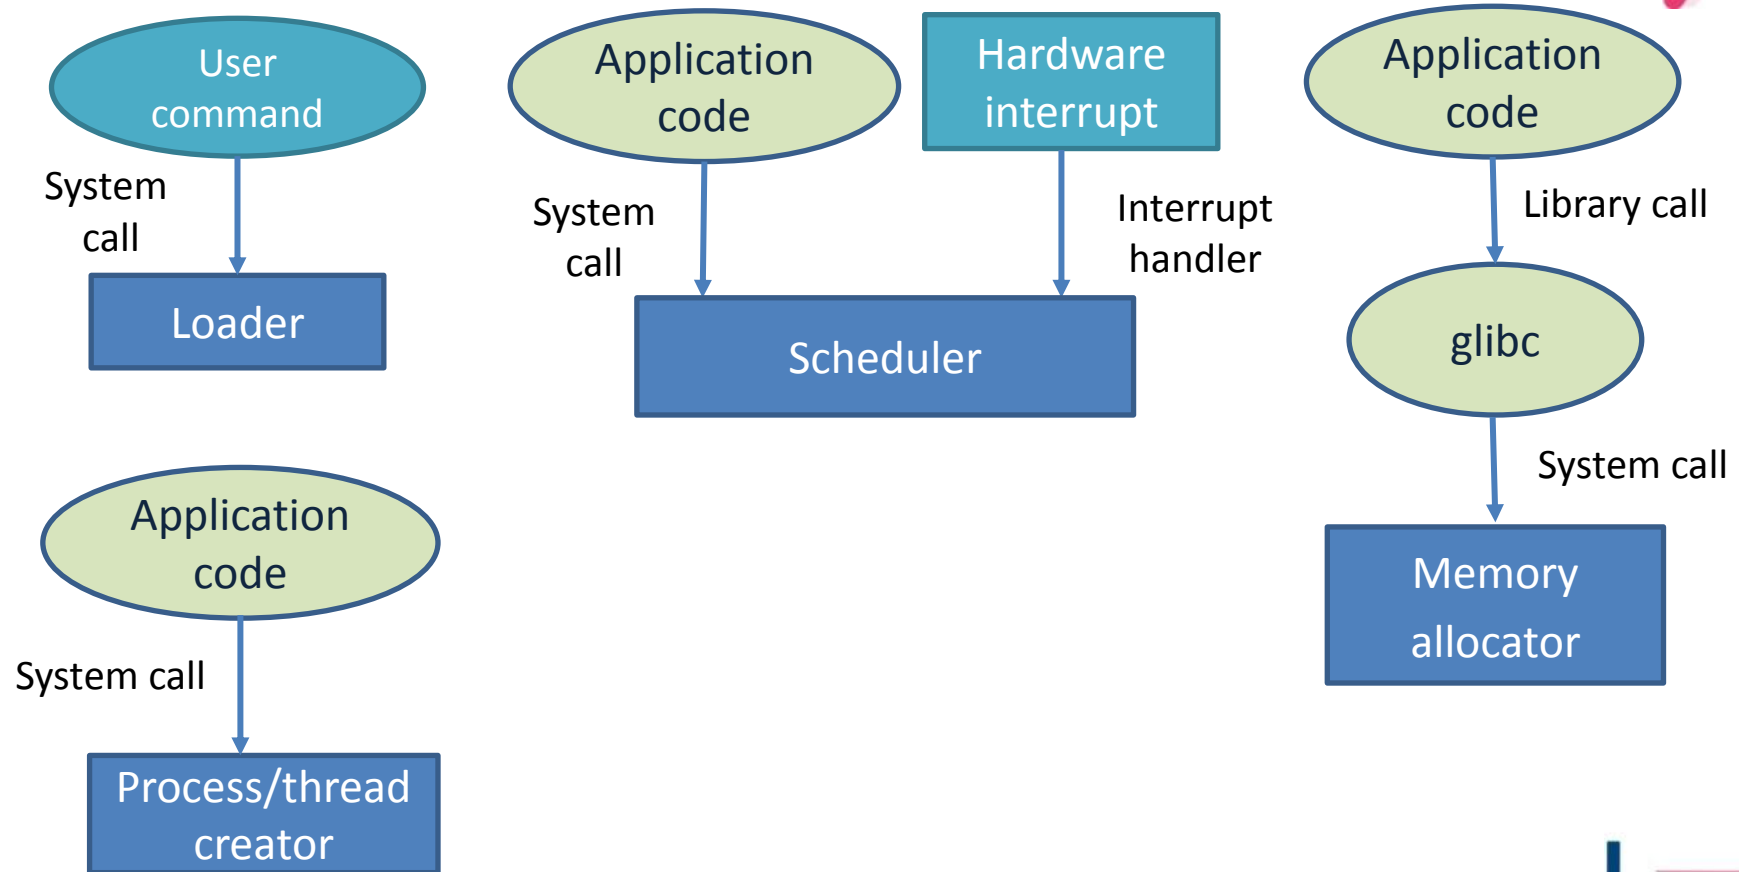 User
command
System
call
Loader
Application
code
System call
Process/thread
creator
Application
code
System
call
Hardware
interrupt
Interrupt
handler
Scheduler
Application
code
Library call
glibc
System call
Memory
allocator